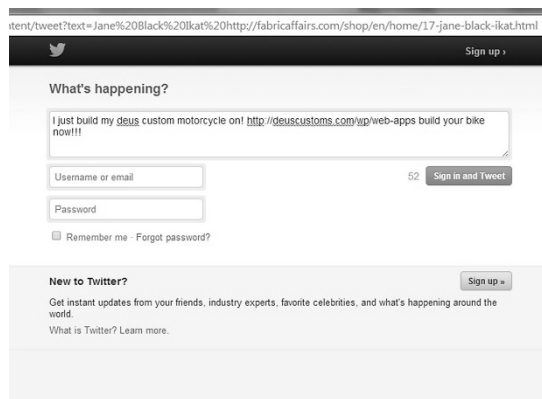 ntent/tweet?text=Jane%20Black%20Ikat%20http://fabricaffairs.com/shop/en/home/17-jane-black-ikat.html
Sign up ›
What's happening?
I just build my deus custom motorcycle on! http://deuscustoms.com/wp/web-apps build your bike
now!!!
Username or email
52 Sign in and Tweet
Password
Remember me · Forgot password?
New to Twitter?
Sign up »
Get instant updates from your friends, industry experts, favorite celebrities, and what's happening around the
world.
What is Twitter? Learn more.